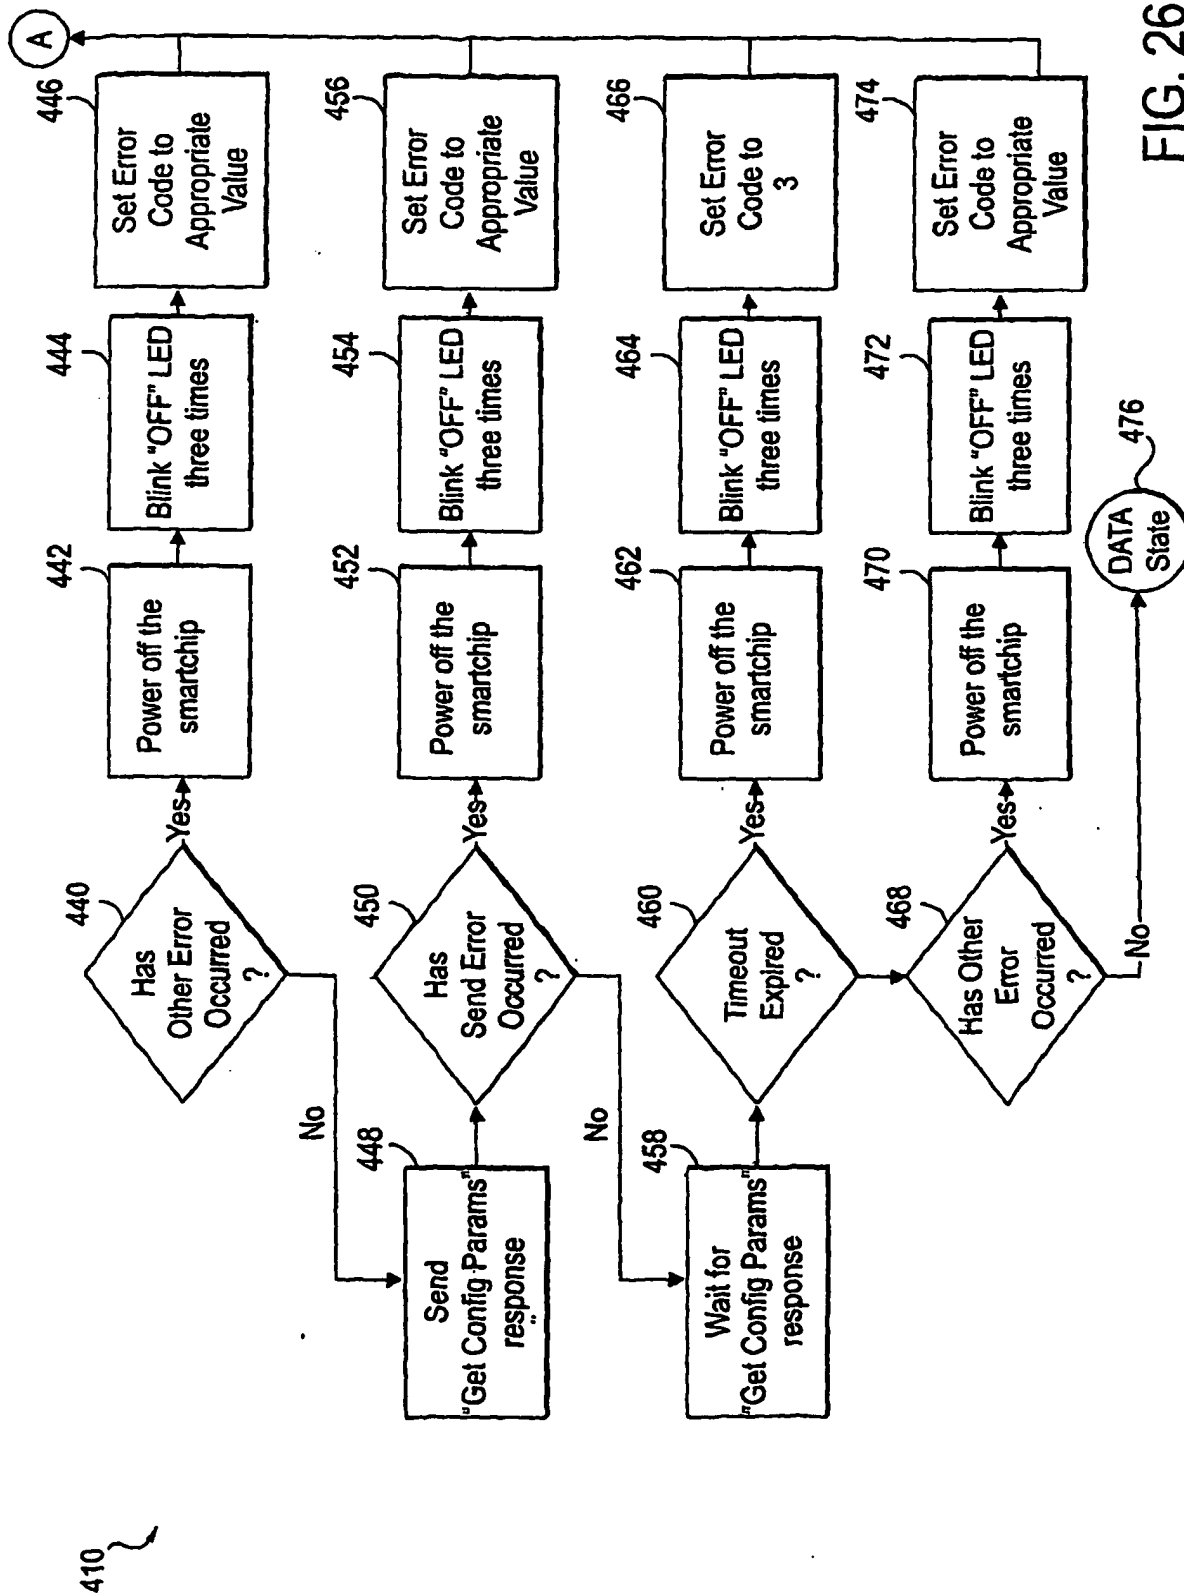 410
440
Has
Other Error
Occurred
?
Yes
442
Power off the
smartchip
444
Blink "OFF" LED
three times
446
Set Error
Code to
Appropriate
Value
A
No
448
Send
"Get Config Params"
response
450
Has
Send Error
Occurred
?
Yes
452
Power off the
smartchip
454
Blink "OFF" LED
three times
456
Set Error
Code to
Appropriate
Value
No
458
Wait for
"Get Config Params"
response
460
Timeout
Expired
?
Yes
462
Power off the
smartchip
464
Blink "OFF" LED
three times
466
Set Error
Code to
3
468
Has Other
Error
Occurred
?
Yes
470
Power off the
smartchip
472
Blink "OFF" LED
three times
474
Set Error
Code to
Appropriate
Value
No
DATA
State
476
FIG. 26